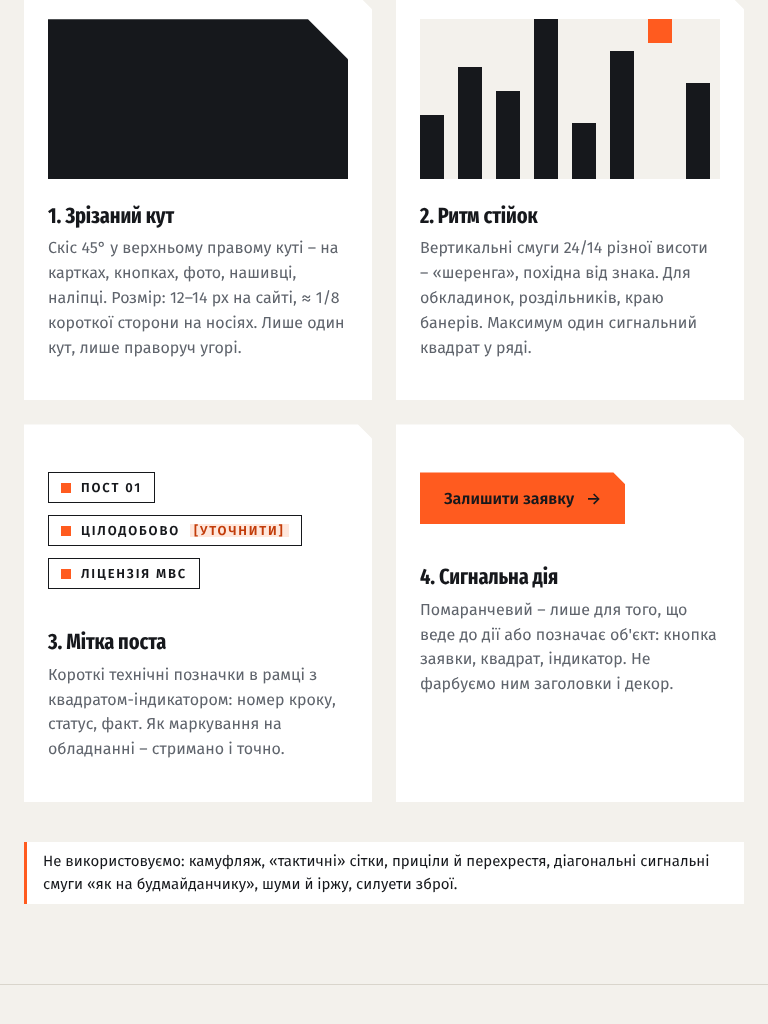 1. Зрізаний кут
Скіс 45° у верхньому правому куті – на
картках, кнопках, фото, нашивці,
наліпці. Розмір: 12–14 px на сайті, ≈ 1/8
короткої сторони на носіях. Лише один
кут, лише праворуч угорі.
2. Ритм стійок
Вертикальні смуги 24/14 різної висоти
– «шеренга», похідна від знака. Для
обкладинок, роздільників, краю
банерів. Максимум один сигнальний
квадрат у ряді.
ПОСТ 01
ЦІЛОДОБОВО [УТОЧНИТИ]
ЛІЦЕНЗІЯ МВС
3. Мітка поста
Короткі технічні позначки в рамці з
квадратом-індикатором: номер кроку,
статус, факт. Як маркування на
обладнанні – стримано і точно.
Залишити заявку →
4. Сигнальна дія
Помаранчевий – лише для того, що
веде до дії або позначає об'єкт: кнопка
заявки, квадрат, індикатор. Не
фарбуємо ним заголовки і декор.
Не використовуємо: камуфляж, «тактичні» сітки, приціли й перехрестя, діагональні сигнальні
смуги «як на будмайданчику», шуми й іржу, силуети зброї.